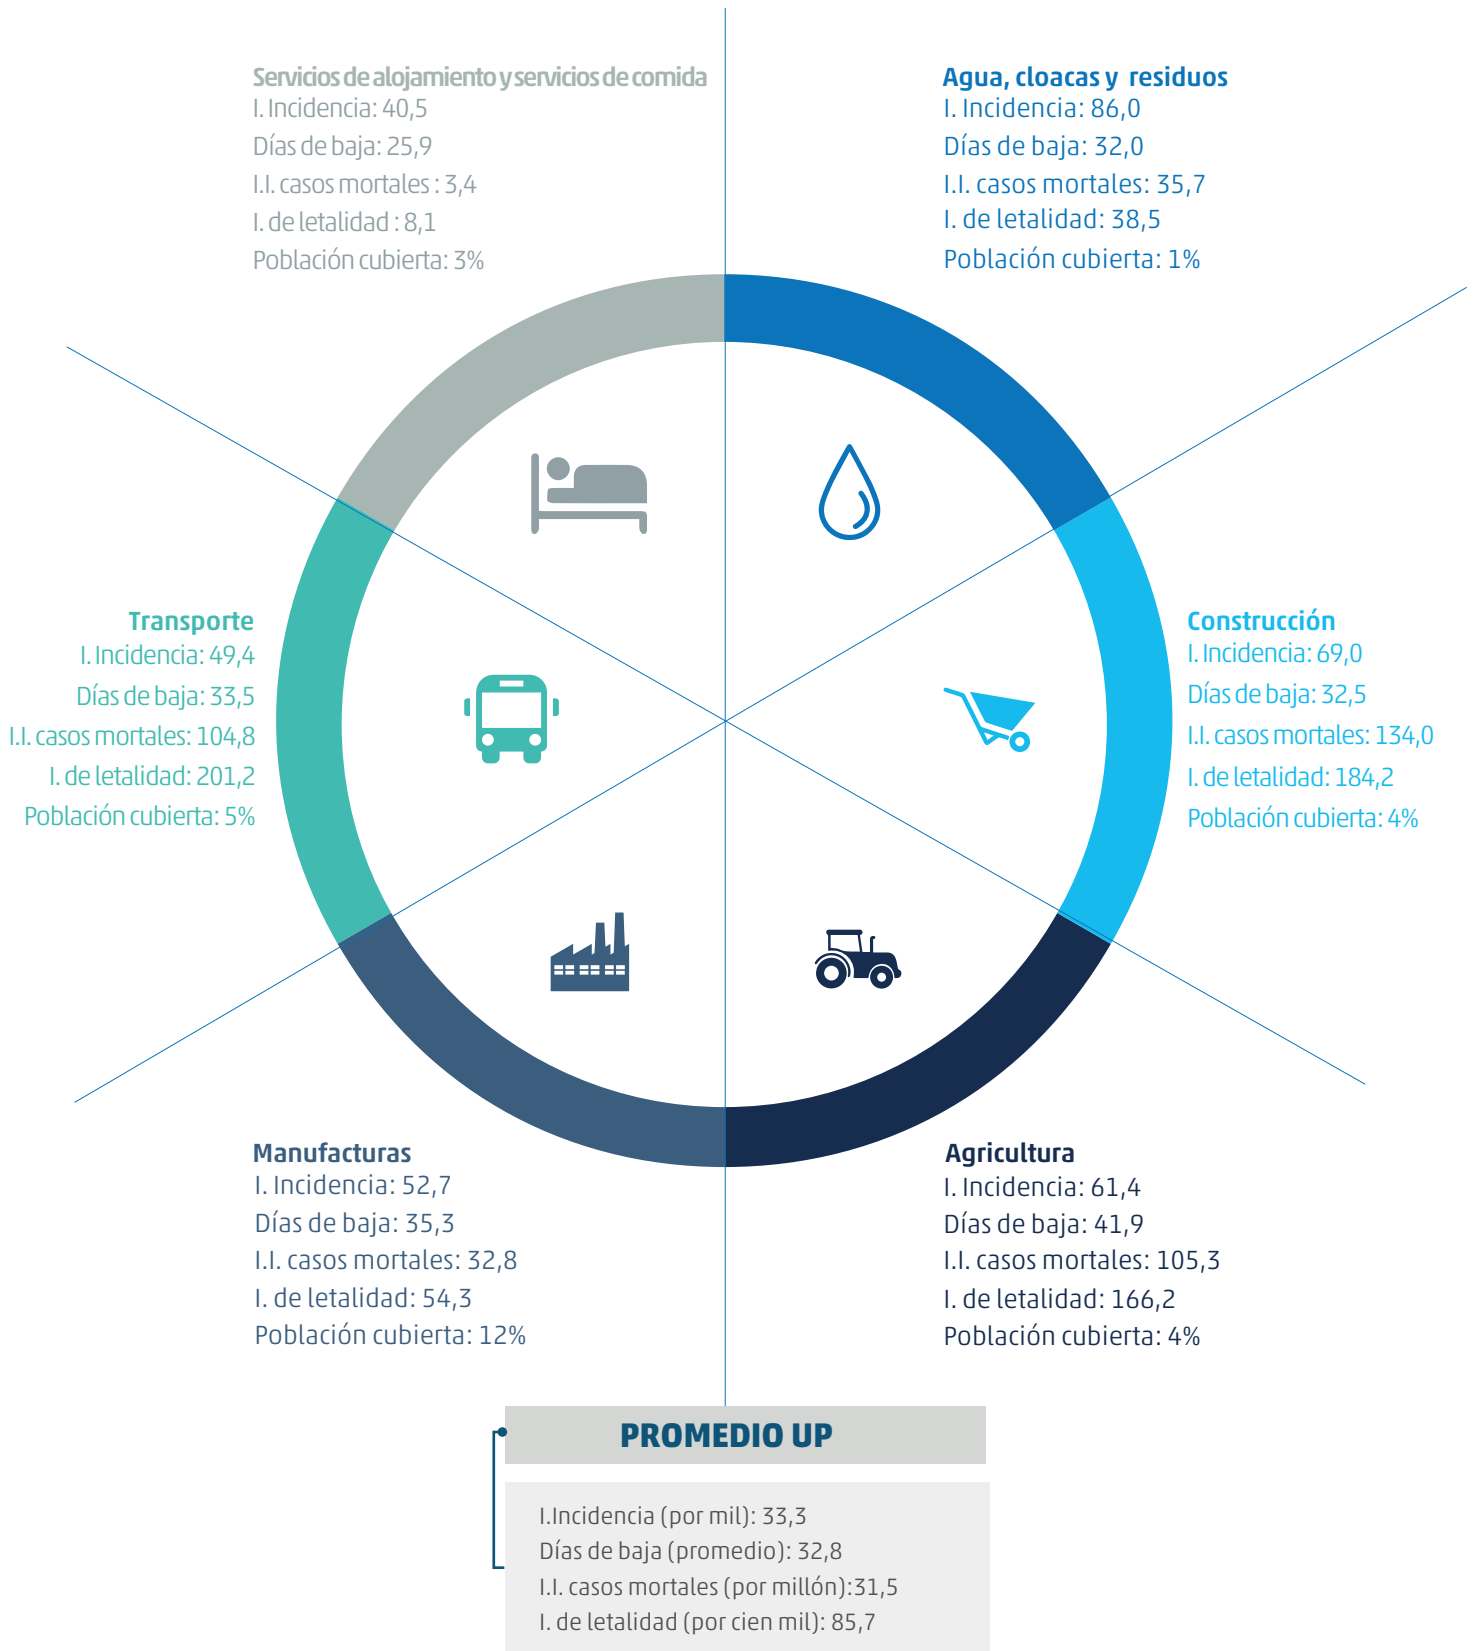 Servicios de alojamiento y servicios de comida
I. Incidencia: 40,5
Días de baja: 25,9
I.I. casos mortales : 3,4
I. de letalidad : 8,1
Población cubierta: 3%
Agua, cloacas y residuos
I. Incidencia: 86,0
Días de baja: 32,0
I.I. casos mortales: 35,7
I. de letalidad: 38,5
Población cubierta: 1%
Transporte
I. Incidencia: 49,4
Días de baja: 33,5
I.I. casos mortales: 104,8
I. de letalidad: 201,2
Población cubierta: 5%
Construcción
I. Incidencia: 69,0
Días de baja: 32,5
I.I. casos mortales: 134,0
I. de letalidad: 184,2
Población cubierta: 4%
Manufacturas
I. Incidencia: 52,7
Días de baja: 35,3
I.I. casos mortales: 32,8
I. de letalidad: 54,3
Población cubierta: 12%
Agricultura
I. Incidencia: 61,4
Días de baja: 41,9
I.I. casos mortales: 105,3
I. de letalidad: 166,2
Población cubierta: 4%
PROMEDIO UP
I.Incidencia (por mil): 33,3
Días de baja (promedio): 32,8
I.I. casos mortales (por millón):31,5
I. de letalidad (por cien mil): 85,7